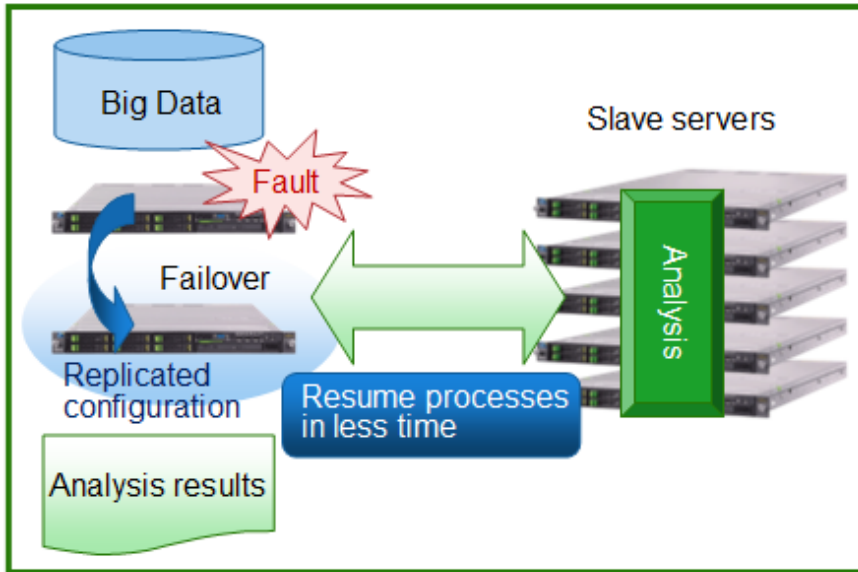 Big Data
Fault
Failover
Replicated
configuration
Analysis results
Slave servers
Analysis
Resume processes
in less time